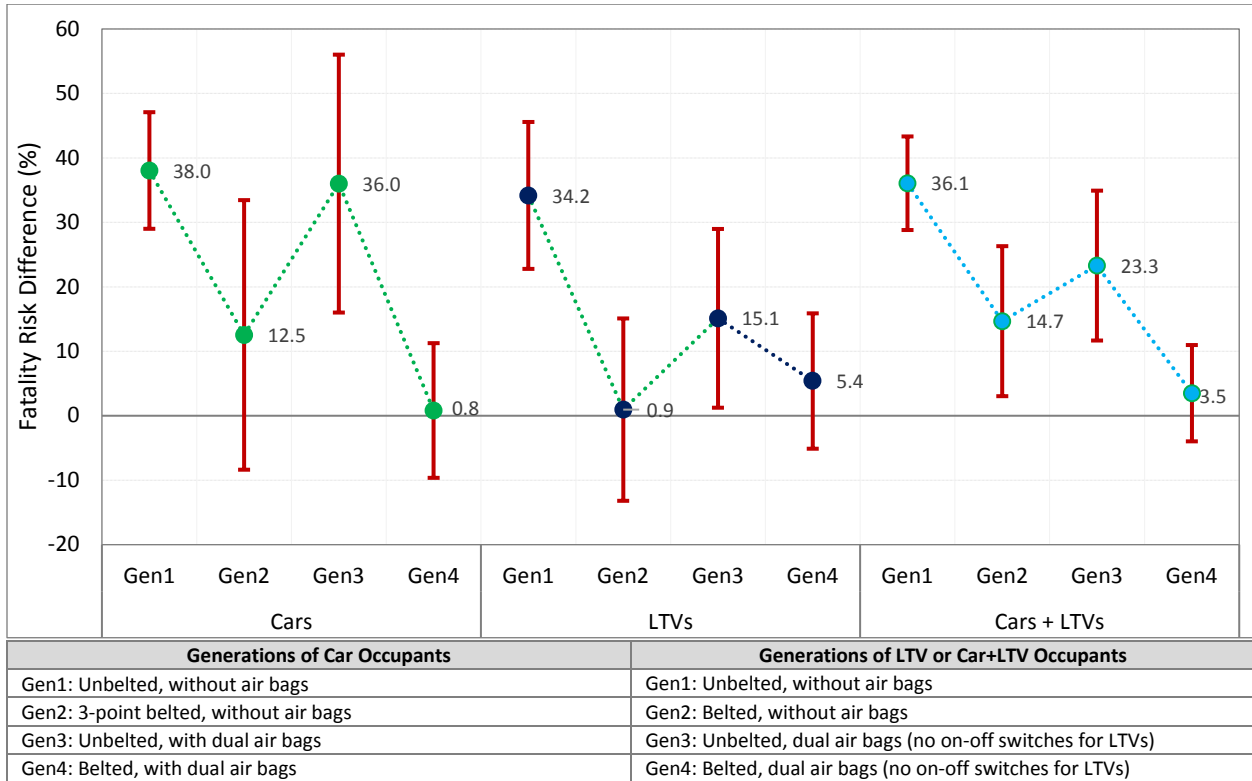 Fatality Risk Difference (%)
60
50
40
30
20
10
0
-10
-20
38.0
12.5
36.0
0.8
34.2
0.9
15.1
5.4
36.1
14.7
23.3
3.5
Gen1 Gen2 Gen3 Gen4 Gen1 Gen2 Gen3 Gen4 Gen1 Gen2 Gen3 Gen4
Cars LTVs Cars + LTVs
Generations of Car Occupants Generations of LTV or Car+LTV Occupants
Gen1: Unbelted, without air bags Gen1: Unbelted, without air bags
Gen2: 3-point belted, without air bags Gen2: Belted, without air bags
Gen3: Unbelted, with dual air bags Gen3: Unbelted, dual air bags (no on-off switches for LTVs)
Gen4: Belted, with dual air bags Gen4: Belted, dual air bags (no on-off switches for LTVs)